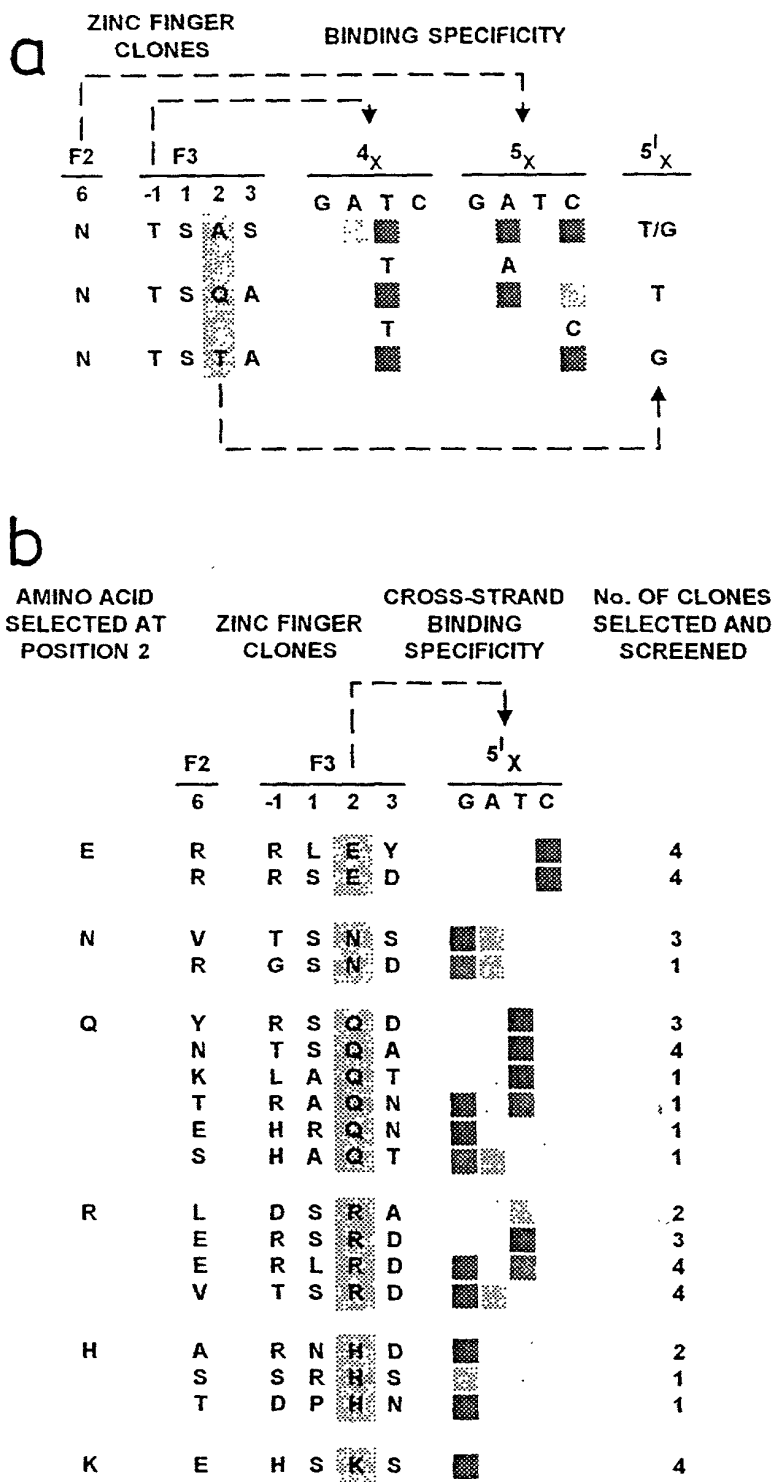 a
ZINC FINGER CLONES BINDING SPECIFICITY
F2 F3 4X 5X 5'X
6 -1 1 2 3 G A T C G A T C
N T S A S T/G
T A
N T S Q A T
T C
N T S T A G
b
AMINO ACID SELECTED AT POSITION 2 ZINC FINGER CLONES CROSS-STRAND BINDING SPECIFICITY No. OF CLONES SELECTED AND SCREENED
F2 F3 5'X
6 -1 1 2 3 G A T C
E R R L E Y 4
R R S E D 4
N V T S N S 3
R G S N D 1
Q Y R S Q D 3
N T S Q A 4
K L A Q T 1
T R A Q N 1
E H R Q N 1
S H A Q T 1
R L D S R A 2
E R S R D 3
E R L R D 4
V T S R D 4
H A R N H D 2
S S R H S 1
T D P H N 1
K E H S K S 4